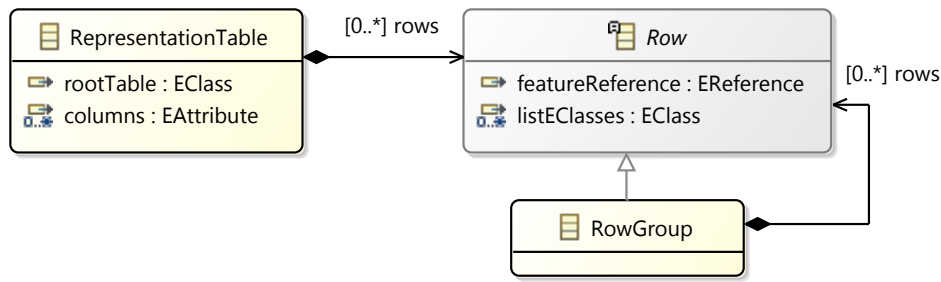 RepresentationTable
rootTable : EClass
columns : EAttribute
[0..*] rows
Row
featureReference : EReference
listEClasses : EClass
[0..*] rows
RowGroup